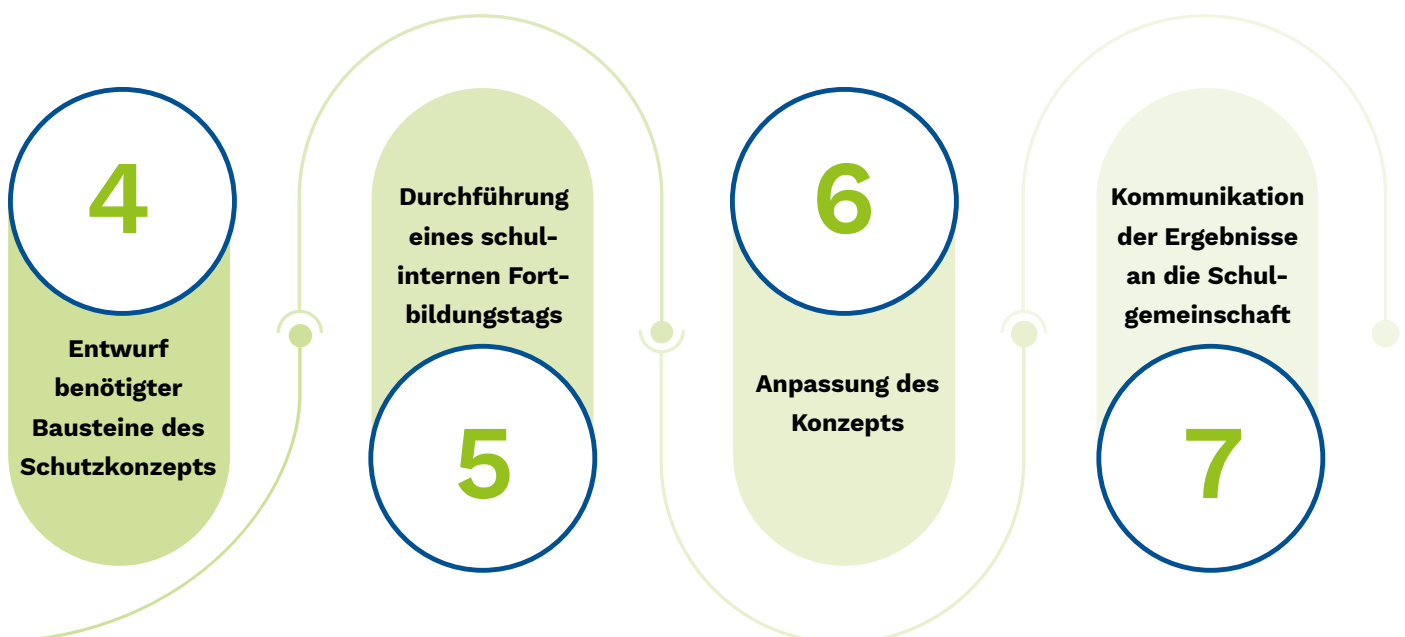 4
Entwurf
benötigter
Bausteine des
Schutzkonzepts
Durchführung
eines schul-
internen Fort-
bildungstags
5
6
Anpassung des
Konzepts
Kommunikation
der Ergebnisse
an die Schul-
gemeinschaft
7